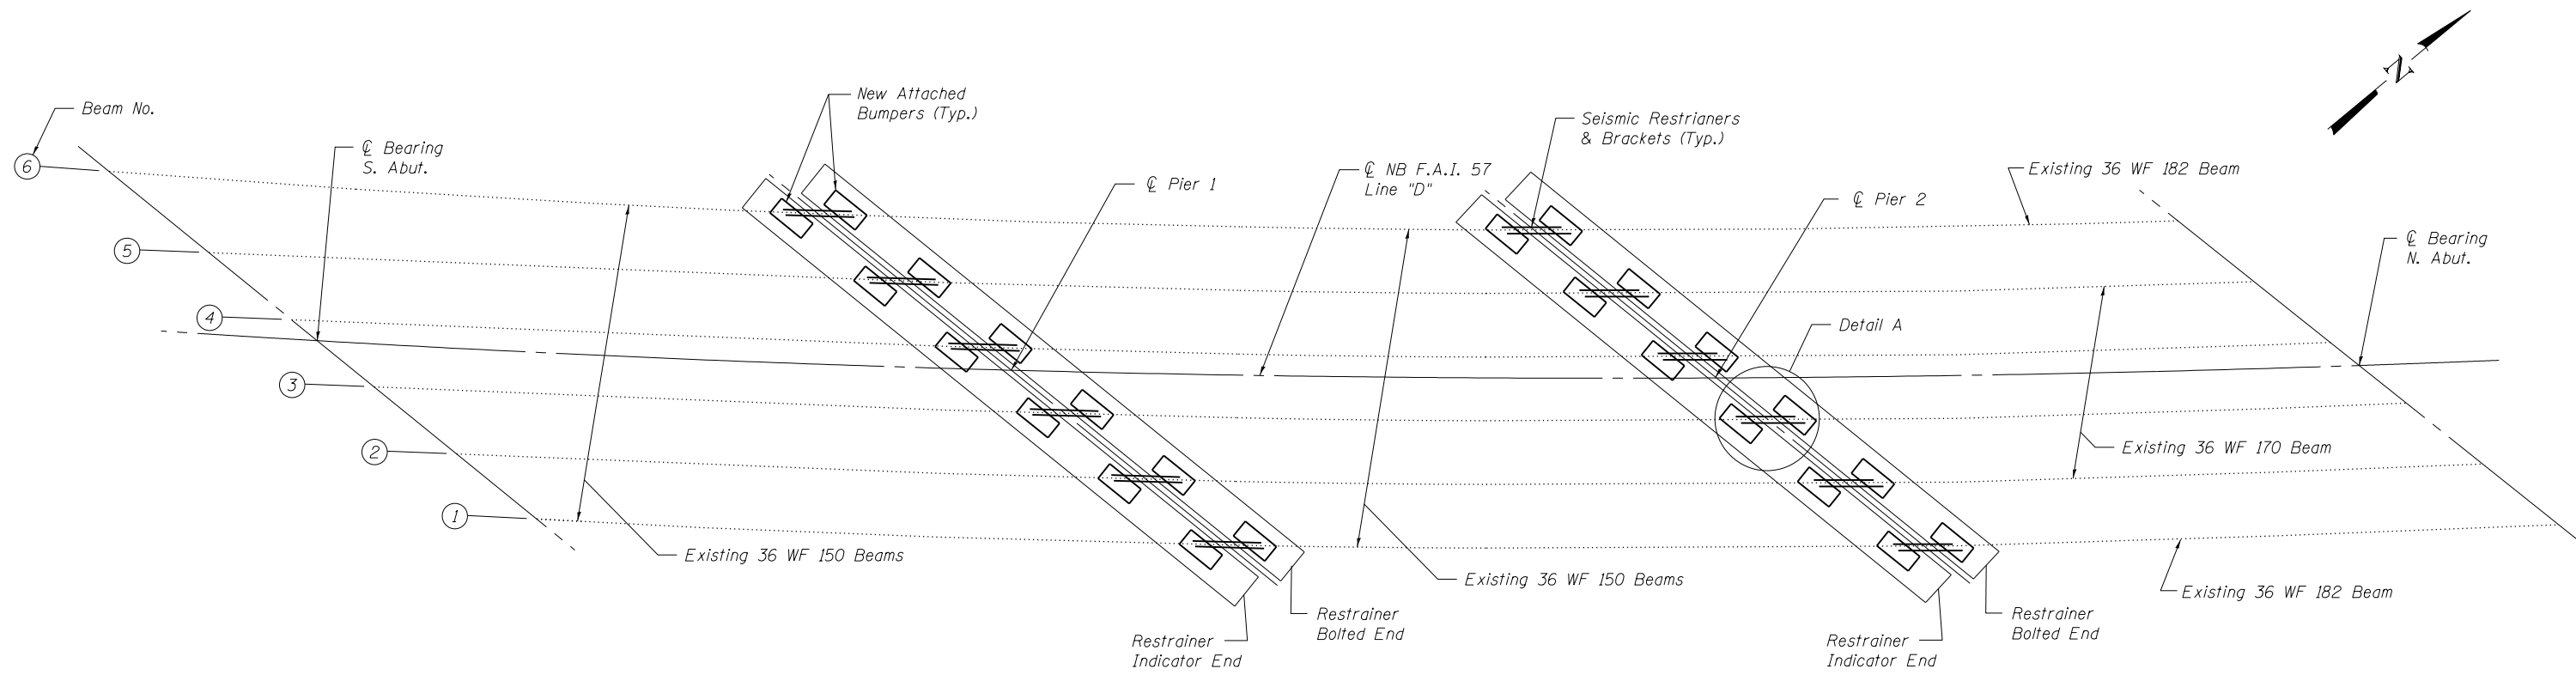 N
Beam No.
New Attached
Bumpers (Typ.)
℄ Bearing
S. Abut.
Seismic Restrianers
& Brackets (Typ.)
℄ NB F.A.I. 57
Line "D"
℄ Pier 1
℄ Pier 2
Existing 36 WF 182 Beam
℄ Bearing
N. Abut.
6
5
4
3
2
1
Detail A
Existing 36 WF 170 Beam
Existing 36 WF 150 Beams
Existing 36 WF 150 Beams
Existing 36 WF 182 Beam
Restrainer
Bolted End
Restrainer
Indicator End
Restrainer
Bolted End
Restrainer
Indicator End